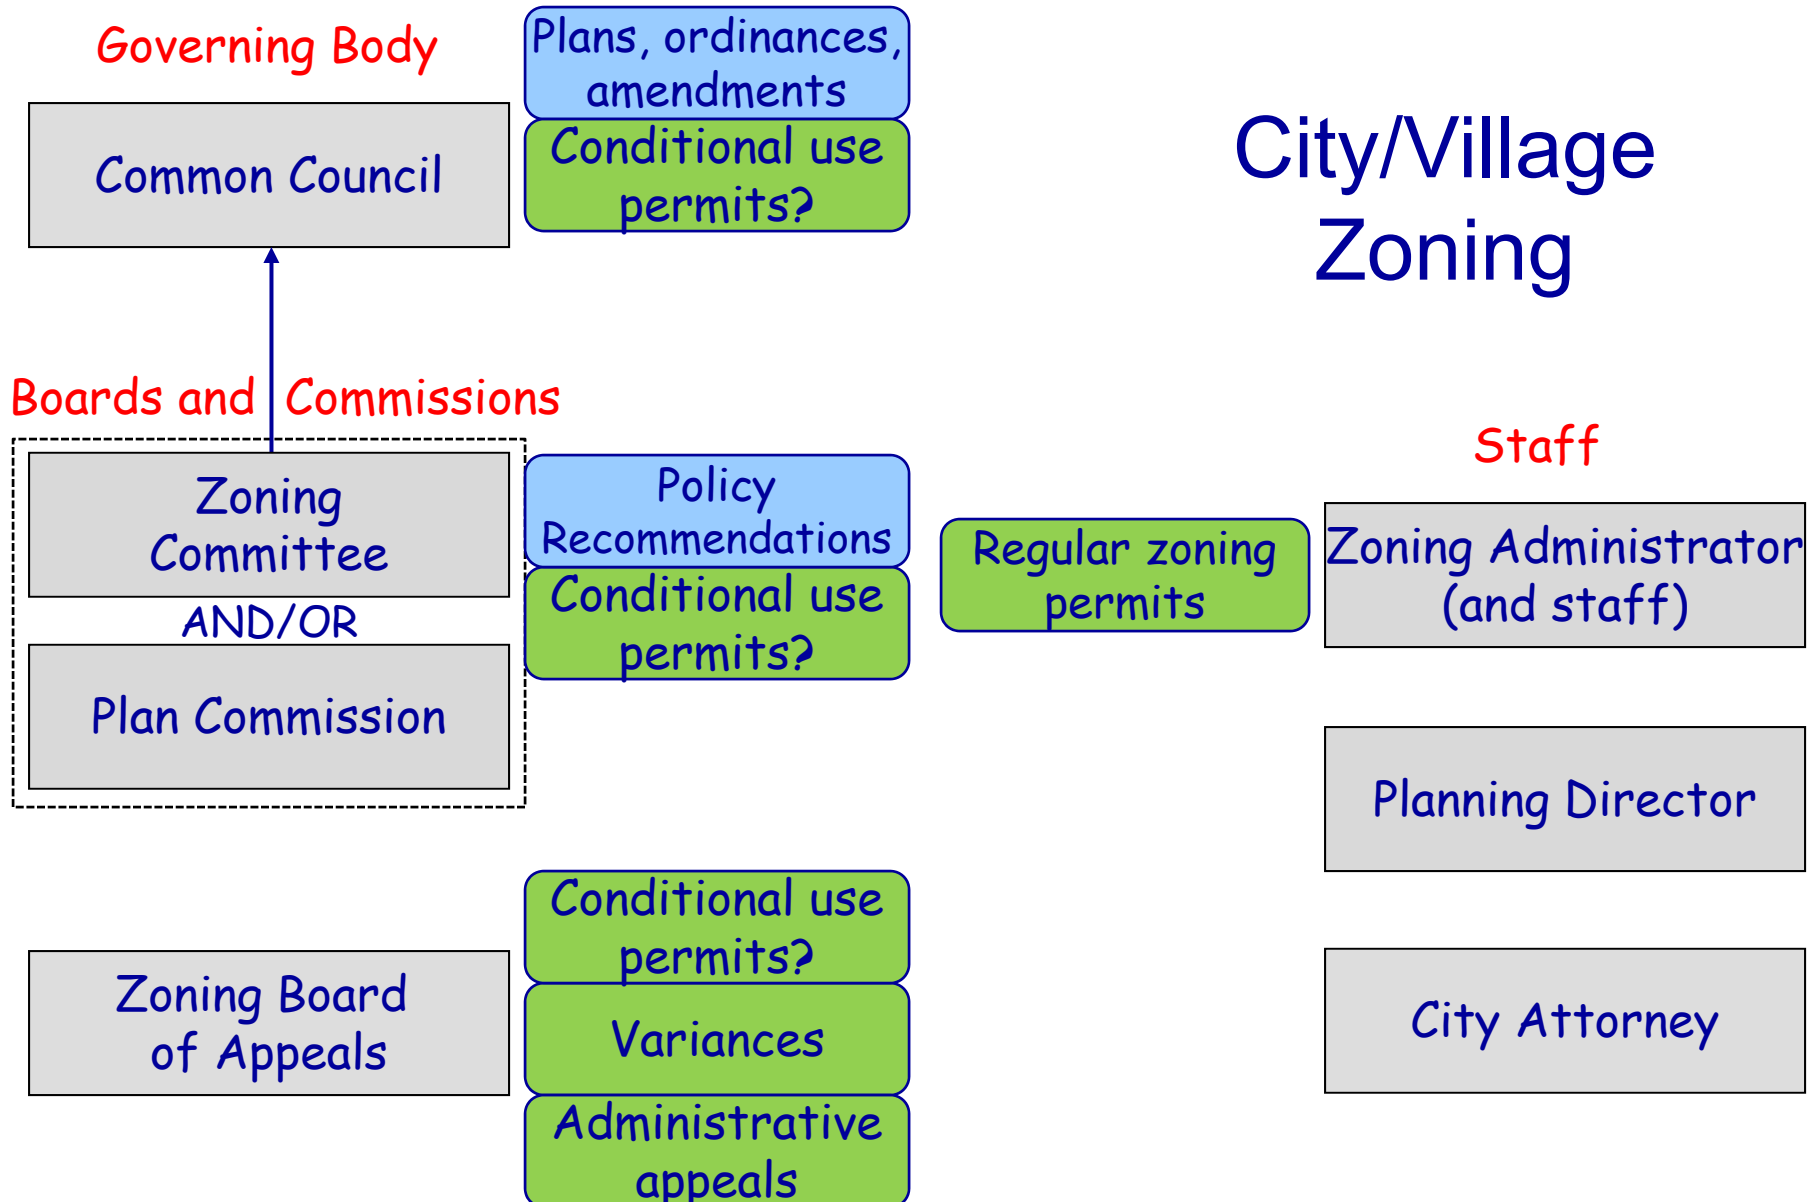 Governing Body
Plans, ordinances,
amendments
Common Council
Conditional use
permits?
City/Village
Zoning
Boards and Commissions
Zoning
Committee
AND/OR
Plan Commission
Policy
Recommendations
Conditional use
permits?
Regular zoning
permits
Staff
Zoning Administrator
(and staff)
Planning Director
City Attorney
Zoning Board
of Appeals
Conditional use
permits?
Variances
Administrative
appeals